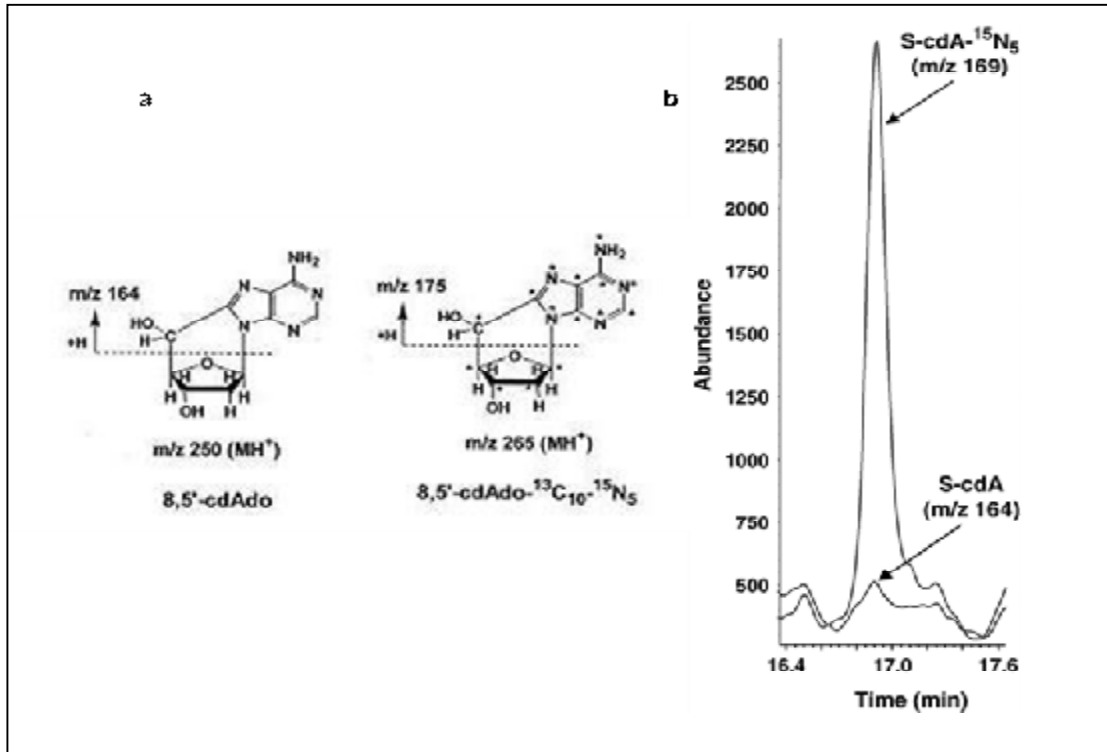 a
m/z 164
+H
HO
H
C
N
N
NH₂
N
N
O
H
H
H
H
OH
H
m/z 250 (MH⁺)
8,5'-cdAdo
m/z 175
+H
HO
H
C
*
N
N
*
NH₂
N*
N
O
H
H
H
H
OH
H
m/z 265 (MH⁺)
8,5'-cdAdo-¹³C₁₀-¹⁵N₅
b
S-cdA-¹⁵N₅
(m/z 169)
S-cdA
(m/z 164)
Abundance
2500
2250
2000
1750
1500
1250
1000
750
500
16.4
17.0
17.6
Time (min)